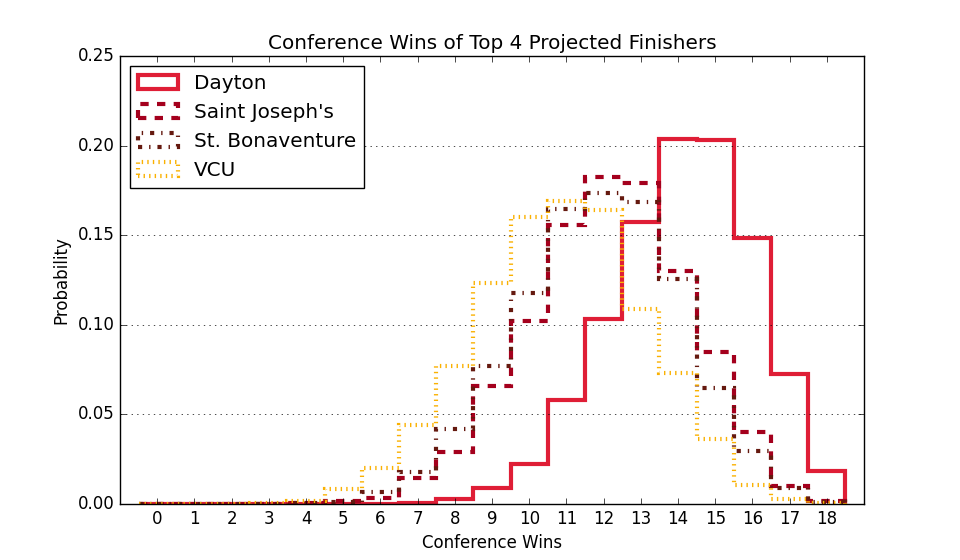 Conference Wins of Top 4 Projected Finishers
0.25
Dayton
Saint Joseph's
St. Bonaventure
VCU
0.20
0.15
0.10
0.05
0.00
Probability
0 1 2 3 4 5 6 7 8 9 10 11 12 13 14 15 16 17 18
Conference Wins